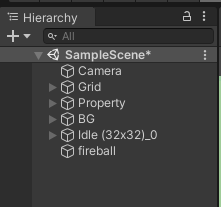 Hierarchy
All
SampleScene*
Camera
Grid
Property
BG
Idle (32x32)_0
fireball